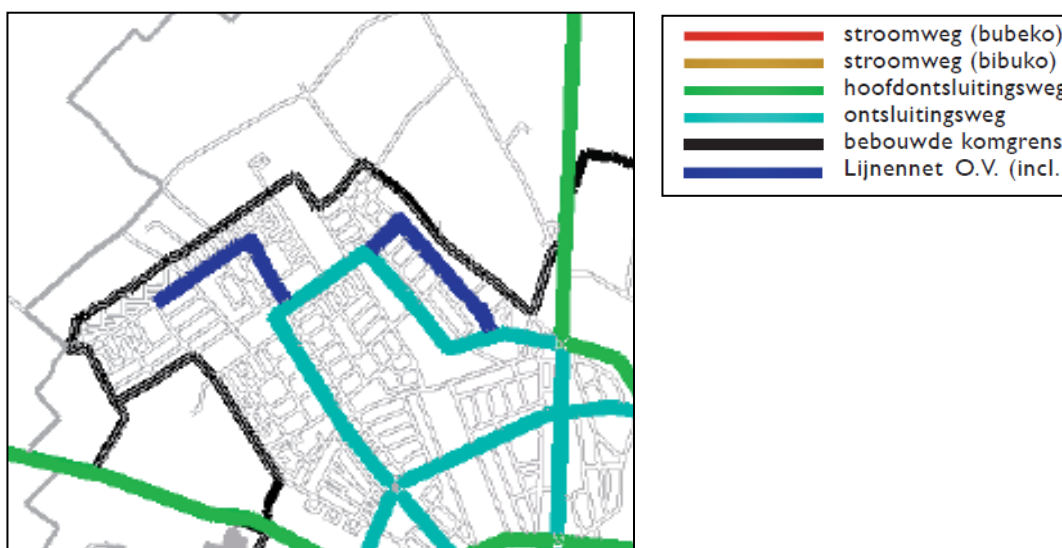 stroomweg (bubeko)
stroomweg (bibuko)
hoofdontsluitingsweg
ontsluitingsweg
bebouwde komgrens
Lijnennet O.V. (incl.